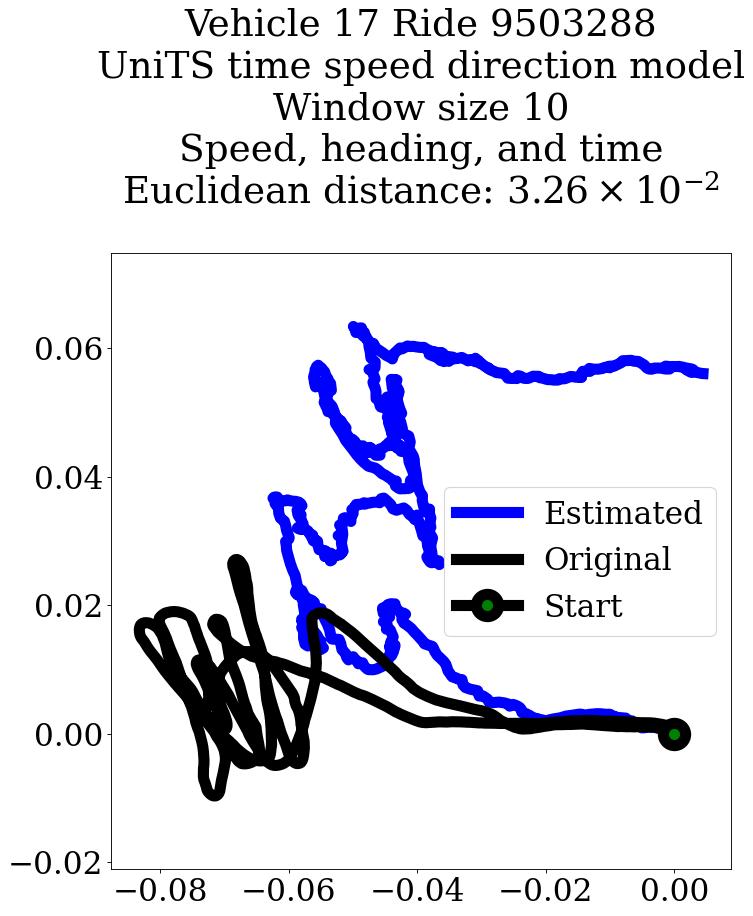 Vehicle 17 Ride 9503288
UniTS time speed direction model
Window size 10
Speed, heading, and time
Euclidean distance: 3.26 × 10⁻²
0.06
0.04
0.02
0.00
−0.02
Estimated
Original
Start
−0.08 −0.06 −0.04 −0.02 0.00